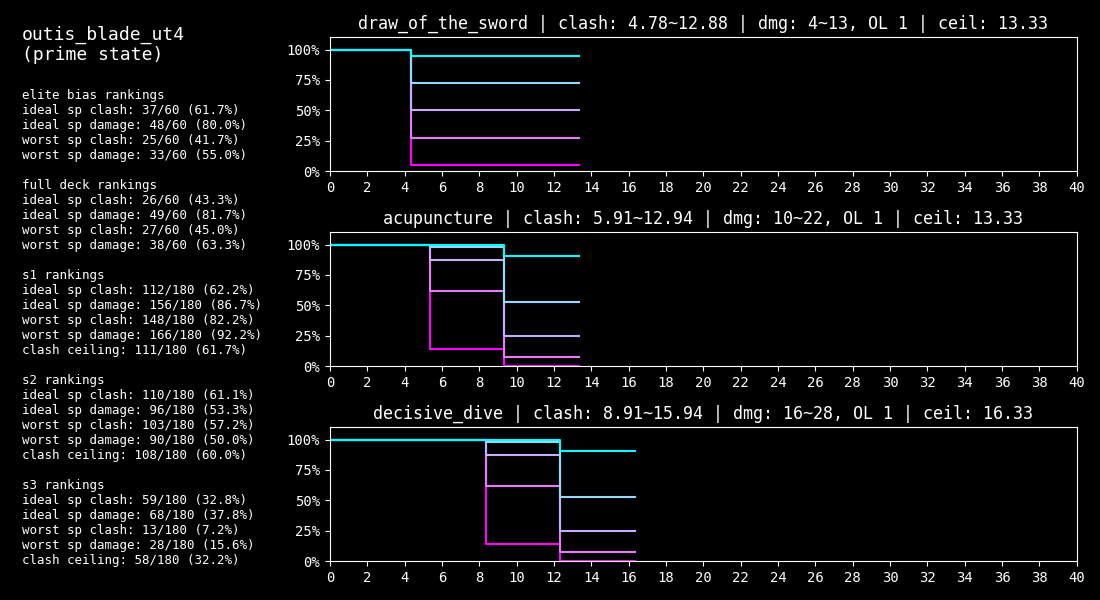 outis_blade_ut4
(prime state)
elite bias rankings
ideal sp clash: 37/60 (61.7%)
ideal sp damage: 48/60 (80.0%)
worst sp clash: 25/60 (41.7%)
worst sp damage: 33/60 (55.0%)
full deck rankings
ideal sp clash: 26/60 (43.3%)
ideal sp damage: 49/60 (81.7%)
worst sp clash: 27/60 (45.0%)
worst sp damage: 38/60 (63.3%)
s1 rankings
ideal sp clash: 112/180 (62.2%)
ideal sp damage: 156/180 (86.7%)
worst sp clash: 148/180 (82.2%)
worst sp damage: 166/180 (92.2%)
clash ceiling: 111/180 (61.7%)
s2 rankings
ideal sp clash: 110/180 (61.1%)
ideal sp damage: 96/180 (53.3%)
worst sp clash: 103/180 (57.2%)
worst sp damage: 90/180 (50.0%)
clash ceiling: 108/180 (60.0%)
s3 rankings
ideal sp clash: 59/180 (32.8%)
ideal sp damage: 68/180 (37.8%)
worst sp clash: 13/180 (7.2%)
worst sp damage: 28/180 (15.6%)
clash ceiling: 58/180 (32.2%)
draw_of_the_sword | clash: 4.78~12.88 | dmg: 4~13, OL 1 | ceil: 13.33
100%
75%
50%
25%
0%
0 2 4 6 8 10 12 14 16 18 20 22 24 26 28 30 32 34 36 38 40
acupuncture | clash: 5.91~12.94 | dmg: 10~22, OL 1 | ceil: 13.33
100%
75%
50%
25%
0%
0 2 4 6 8 10 12 14 16 18 20 22 24 26 28 30 32 34 36 38 40
decisive_dive | clash: 8.91~15.94 | dmg: 16~28, OL 1 | ceil: 16.33
100%
75%
50%
25%
0%
0 2 4 6 8 10 12 14 16 18 20 22 24 26 28 30 32 34 36 38 40